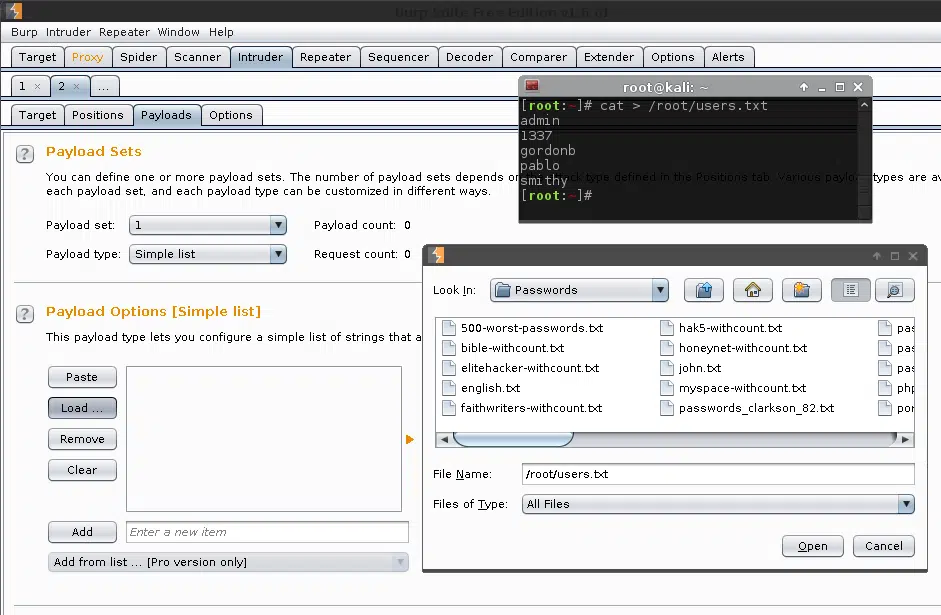 Burp Suite Free Edition v1.6.01
Burp Intruder Repeater Window Help
Target Proxy Spider Scanner Intruder Repeater Sequencer Decoder Comparer Extender Options Alerts
1 × 2 × ...
root@kali: ~
Target Positions Payloads Options
[root:~]# cat > /root/users.txt
admin
1337
gordonb
pablo
smithy
[root:~]#
? Payload Sets
You can define one or more payload sets. The number of payload sets depends on the attack type defined in the Positions tab. Various payload types are av
each payload set, and each payload type can be customized in different ways.
Payload set: 1 Payload count: 0
Payload type: Simple list Request count: 0
? Payload Options [Simple list]
This payload type lets you configure a simple list of strings that a
Paste
Load ...
Remove
Clear
Add Enter a new item
Add from list ... [Pro version only]
Look In: Passwords
500-worst-passwords.txt hak5-withcount.txt pas
bible-withcount.txt honeynet-withcount.txt pas
elitehacker-withcount.txt john.txt pas
english.txt myspace-withcount.txt php
faithwriters-withcount.txt passwords_clarkson_82.txt por
File Name: /root/users.txt
Files of Type: All Files
Open Cancel